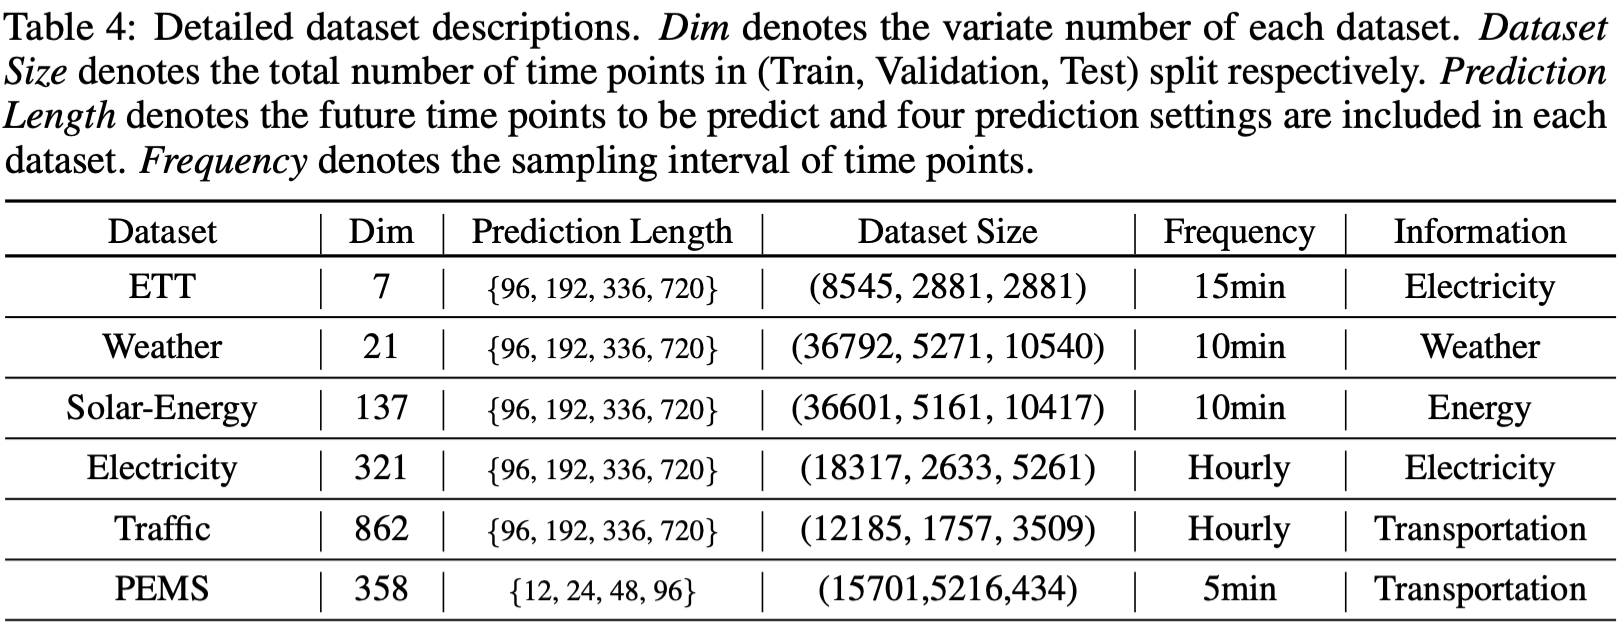 Table 4: Detailed dataset descriptions. Dim denotes the variate number of each dataset. Dataset
Size denotes the total number of time points in (Train, Validation, Test) split respectively. Prediction
Length denotes the future time points to be predict and four prediction settings are included in each
dataset. Frequency denotes the sampling interval of time points.
Dataset | Dim | Prediction Length | Dataset Size | Frequency | Information
ETT | 7 | {96, 192, 336, 720} | (8545, 2881, 2881) | 15min | Electricity
Weather | 21 | {96, 192, 336, 720} | (36792, 5271, 10540) | 10min | Weather
Solar-Energy | 137 | {96, 192, 336, 720} | (36601, 5161, 10417) | 10min | Energy
Electricity | 321 | {96, 192, 336, 720} | (18317, 2633, 5261) | Hourly | Electricity
Traffic | 862 | {96, 192, 336, 720} | (12185, 1757, 3509) | Hourly | Transportation
PEMS | 358 | {12, 24, 48, 96} | (15701,5216,434) | 5min | Transportation